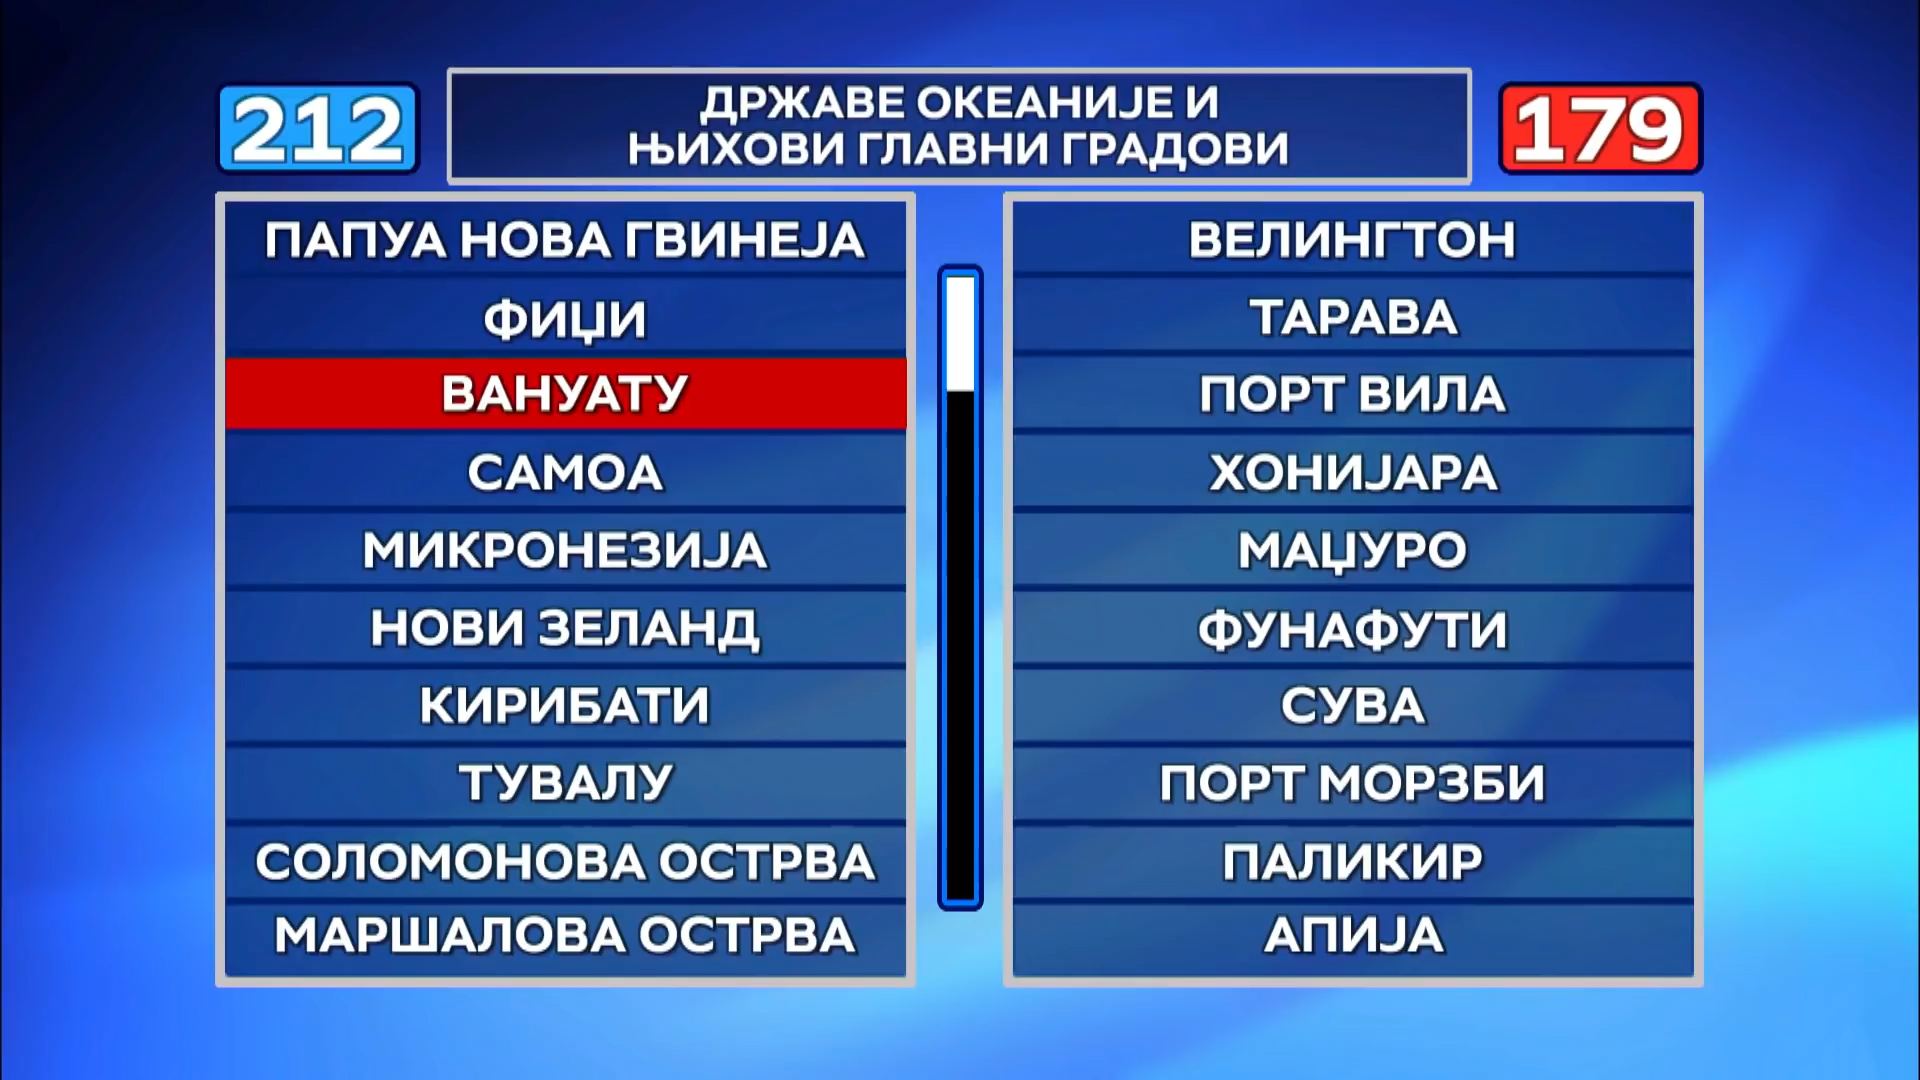 212
ДРЖАВЕ ОКЕАНИЈЕ И
ЊИХОВИ ГЛАВНИ ГРАДОВИ
179
ПАПУА НОВА ГВИНЕЈА
ВЕЛИНГТОН
ФИЏИ
ТАРАВА
ВАНУАТУ
ПОРТ ВИЛА
САМОА
ХОНИЈАРА
МИКРОНЕЗИЈА
МАЏУРО
НОВИ ЗЕЛАНД
ФУНАФУТИ
КИРИБАТИ
СУВА
ТУВАЛУ
ПОРТ МОРЗБИ
СОЛОМОНОВА ОСТРВА
ПАЛИКИР
МАРШАЛОВА ОСТРВА
АПИЈА